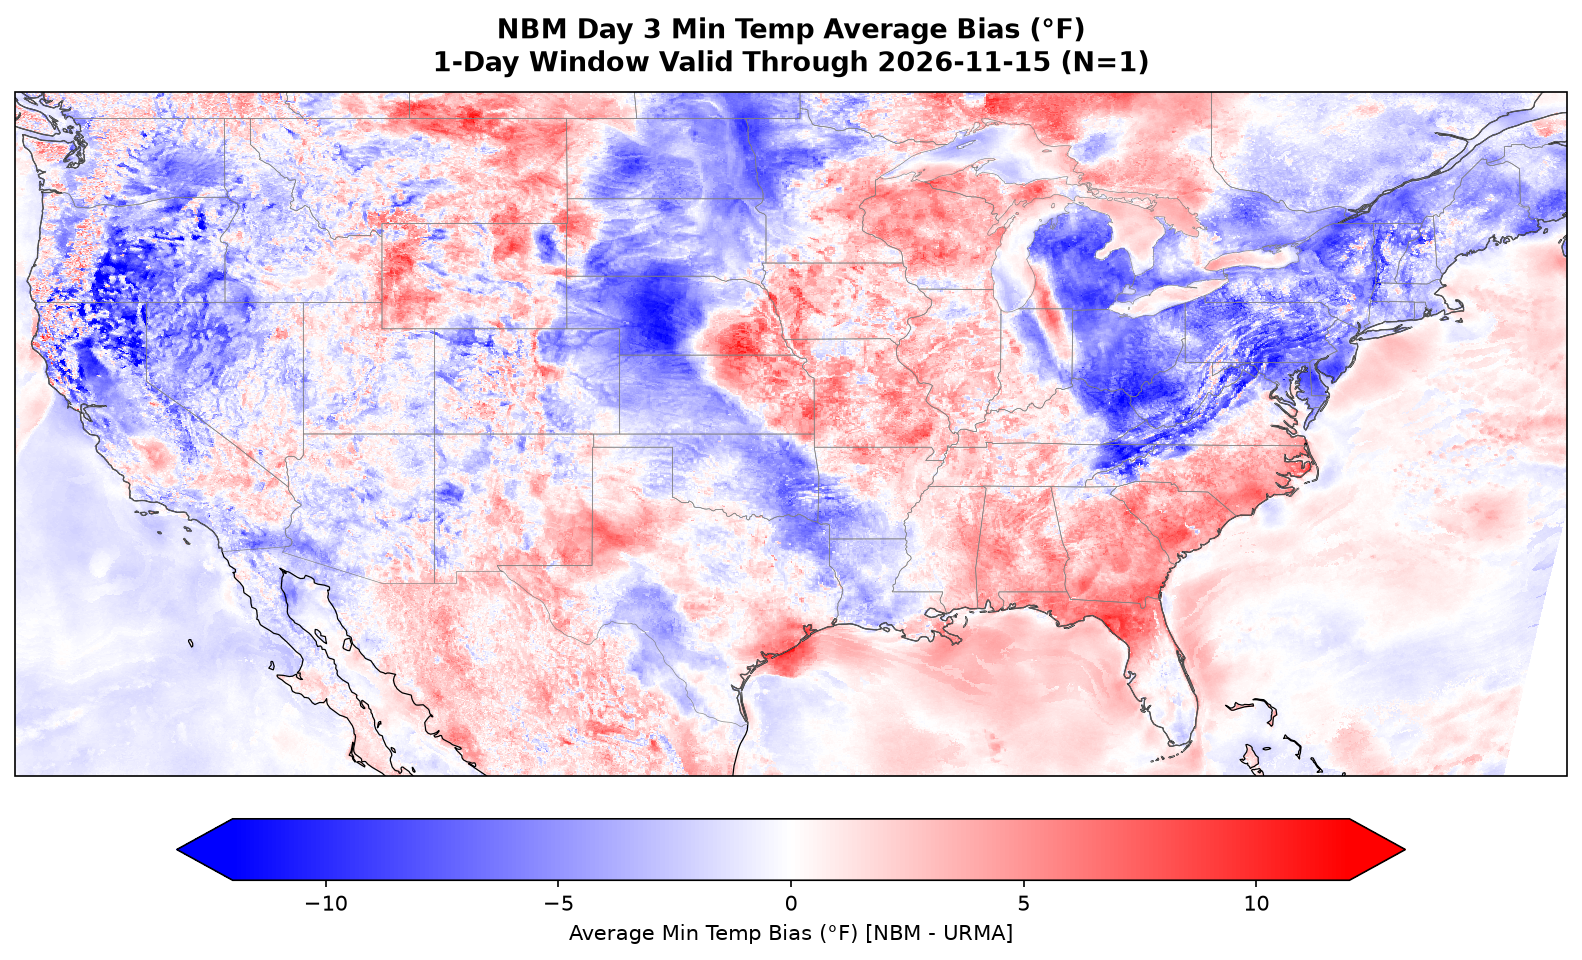 NBM Day 3 Min Temp Average Bias (°F)
1-Day Window Valid Through 2026-11-15 (N=1)
−10 −5 0 5 10
Average Min Temp Bias (°F) [NBM - URMA]